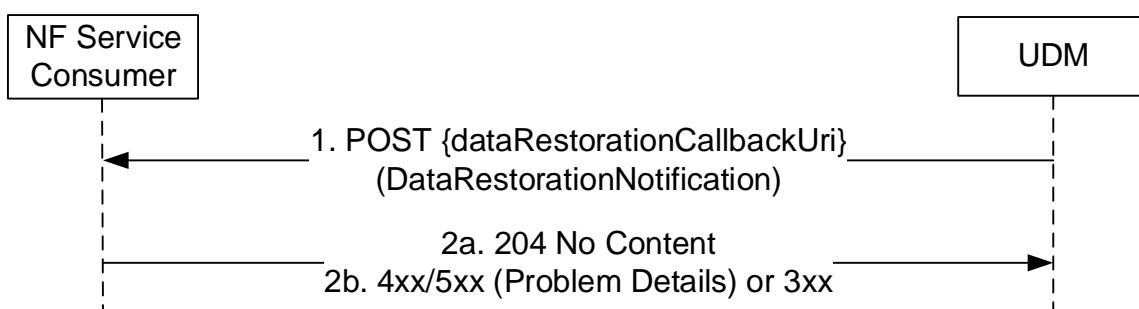 NF Service
Consumer
UDM
1. POST {dataRestorationCallbackUri}
(DataRestorationNotification)
2a. 204 No Content
2b. 4xx/5xx (Problem Details) or 3xx